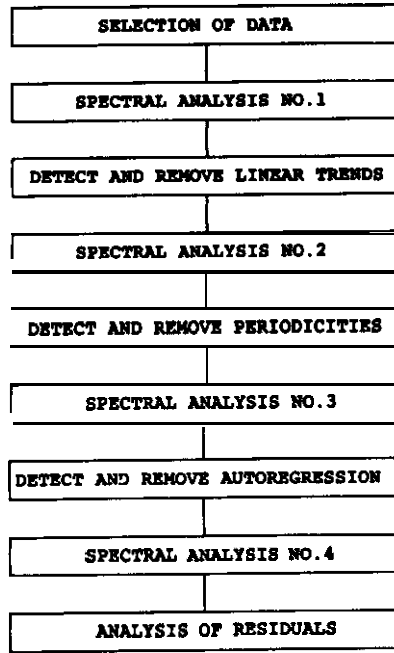 SELECTION OF DATA
SPECTRAL ANALYSIS NO.1
DETECT AND REMOVE LINEAR TRENDS
SPECTRAL ANALYSIS NO.2
DETECT AND REMOVE PERIODICITIES
SPECTRAL ANALYSIS NO.3
DETECT AND REMOVE AUTOREGRESSION
SPECTRAL ANALYSIS NO.4
ANALYSIS OF RESIDUALS